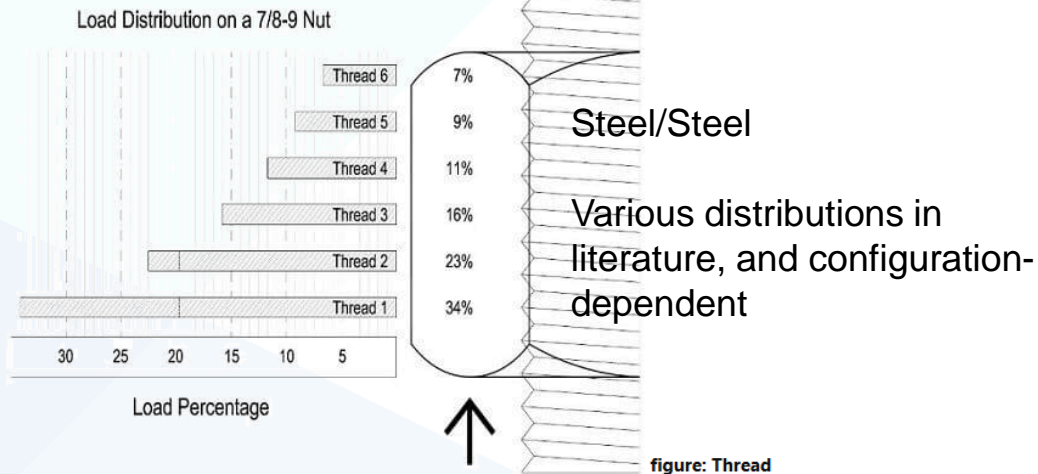 Load Distribution on a 7/8-9 Nut
Thread 6 7%
Thread 5 9%
Thread 4 11%
Thread 3 16%
Thread 2 23%
Thread 1 34%
30 25 20 15 10 5
Load Percentage
Steel/Steel
Various distributions in
literature, and configuration-
dependent
figure: Thread